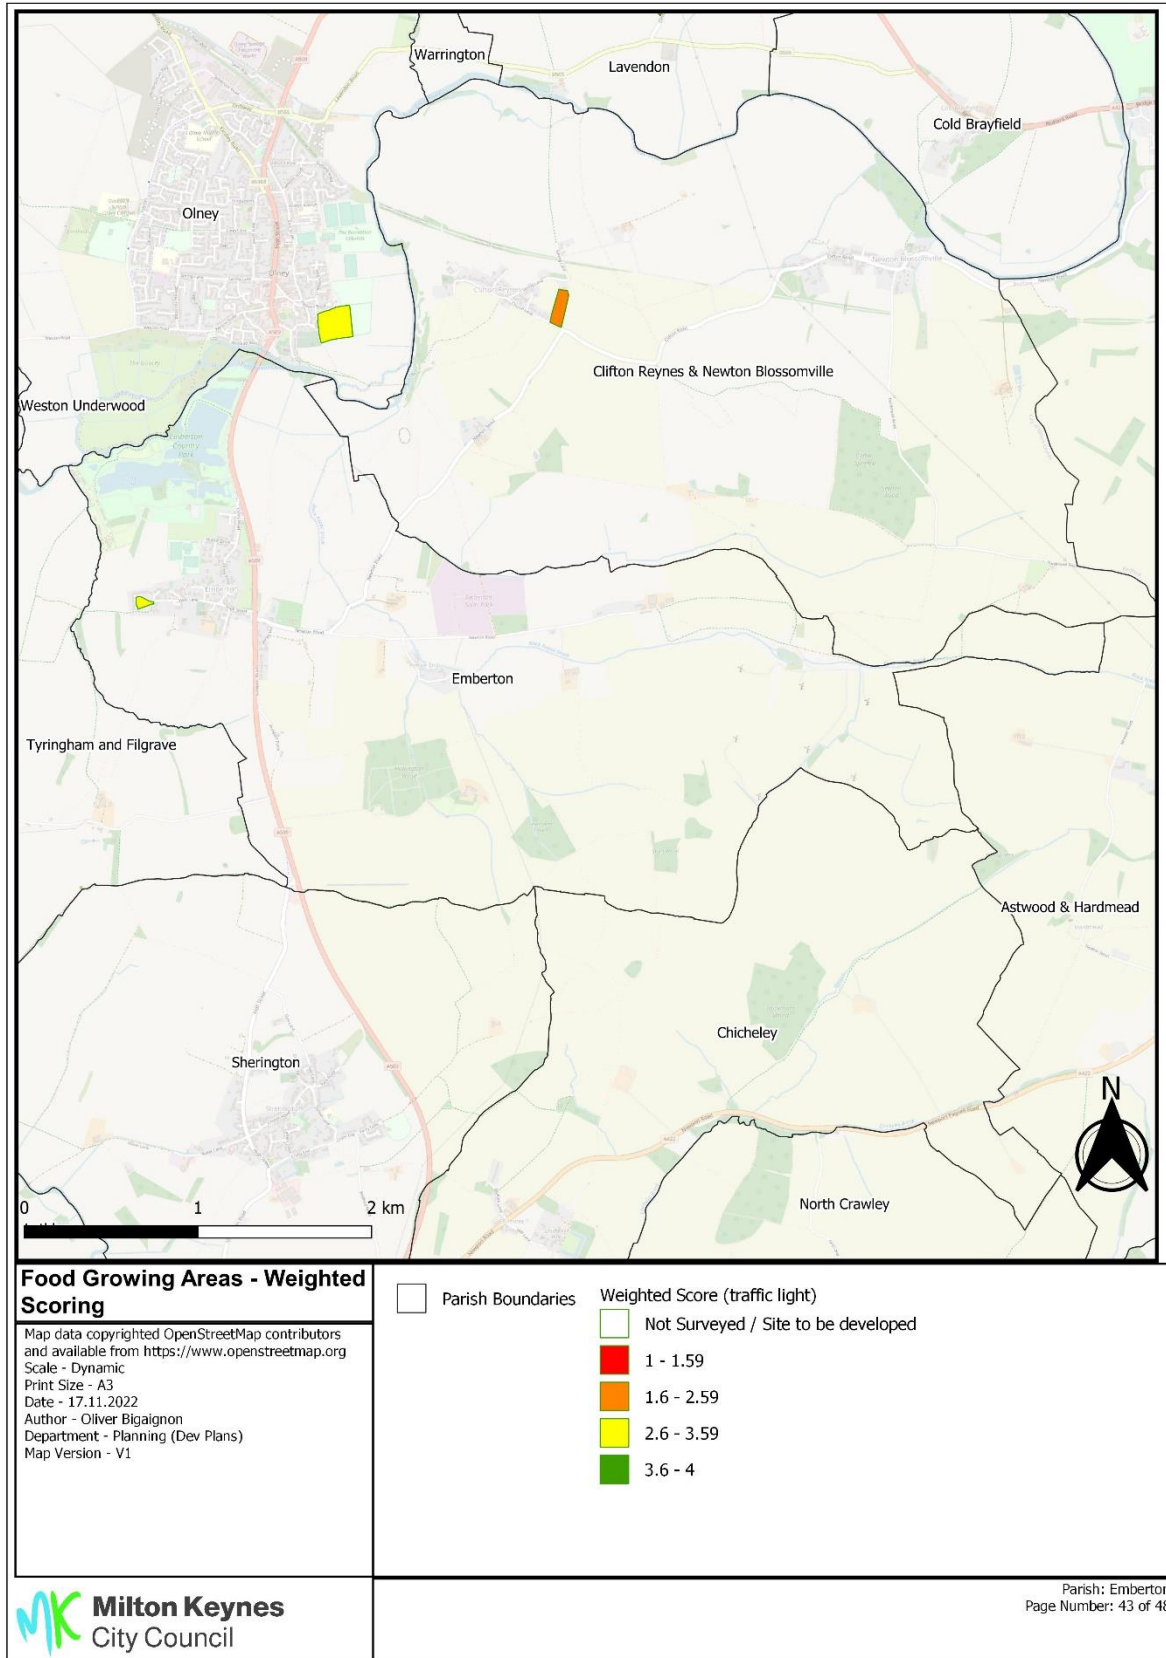 Warrington
Lavendon
Cold Brayfield
Olney
Olney
Clifton Reynes & Newton Blossomville
Weston Underwood
Emberton
Tyringham and Filgrave
Astwood & Hardmead
Chicheley
Sherington
North Crawley
N
0 1 2 km
Food Growing Areas - Weighted
Scoring
Map data copyrighted OpenStreetMap contributors
and available from https://www.openstreetmap.org
Scale - Dynamic
Print Size - A3
Date - 17.11.2022
Author - Oliver Bigaignon
Department - Planning (Dev Plans)
Map Version - V1
Parish Boundaries
Weighted Score (traffic light)
Not Surveyed / Site to be developed
1 - 1.59
1.6 - 2.59
2.6 - 3.59
3.6 - 4
MK Milton Keynes
City Council
Parish: Emberton
Page Number: 43 of 48